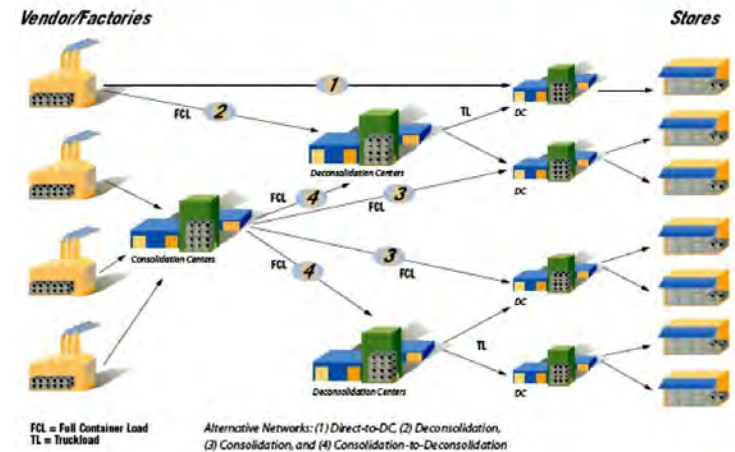 Vendor/Factories
Stores
1
FCL
2
TL
DC
Deconsolidation Centers
DC
FCL
4
3
FCL
Consolidation Centers
FCL
4
3
FCL
DC
TL
Deconsolidation Centers
DC
FCL = Full Container Load
TL = Truckload
Alternative Networks: (1) Direct-to-DC, (2) Deconsolidation,
(3) Consolidation, and (4) Consolidation-to-Deconsolidation